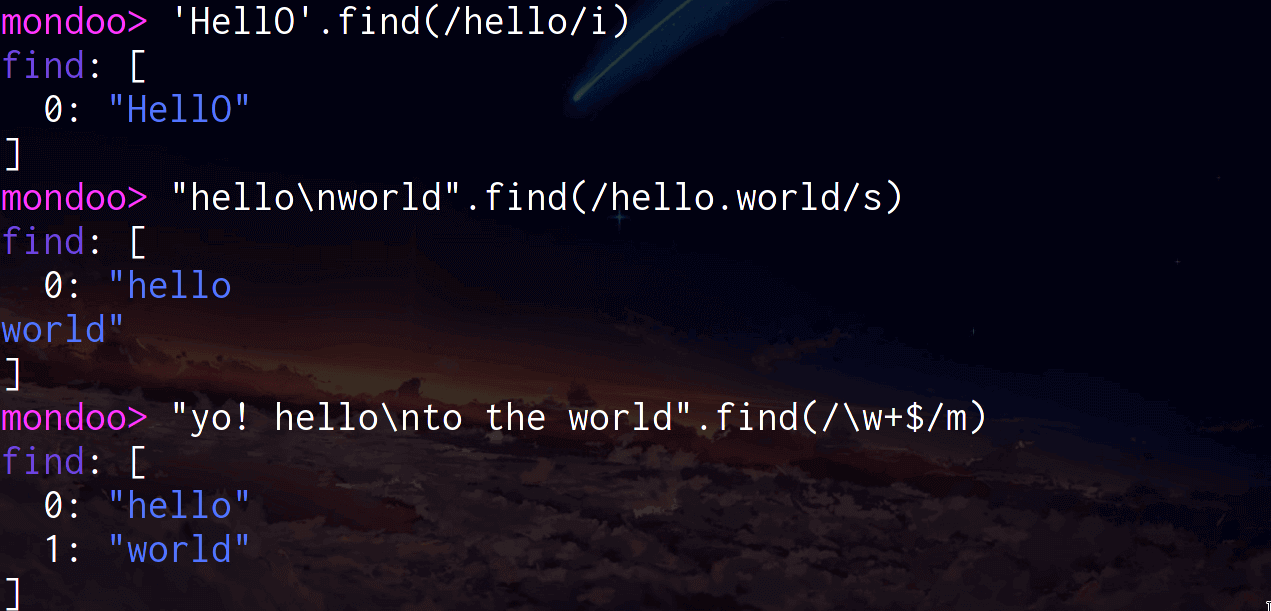 mondoo> 'HellO'.find(/hello/i)
find: [
  0: "HellO"
]
mondoo> "hello\nworld".find(/hello.world/s)
find: [
  0: "hello
world"
]
mondoo> "yo! hello\nto the world".find(/\w+$/m)
find: [
  0: "hello"
  1: "world"
]